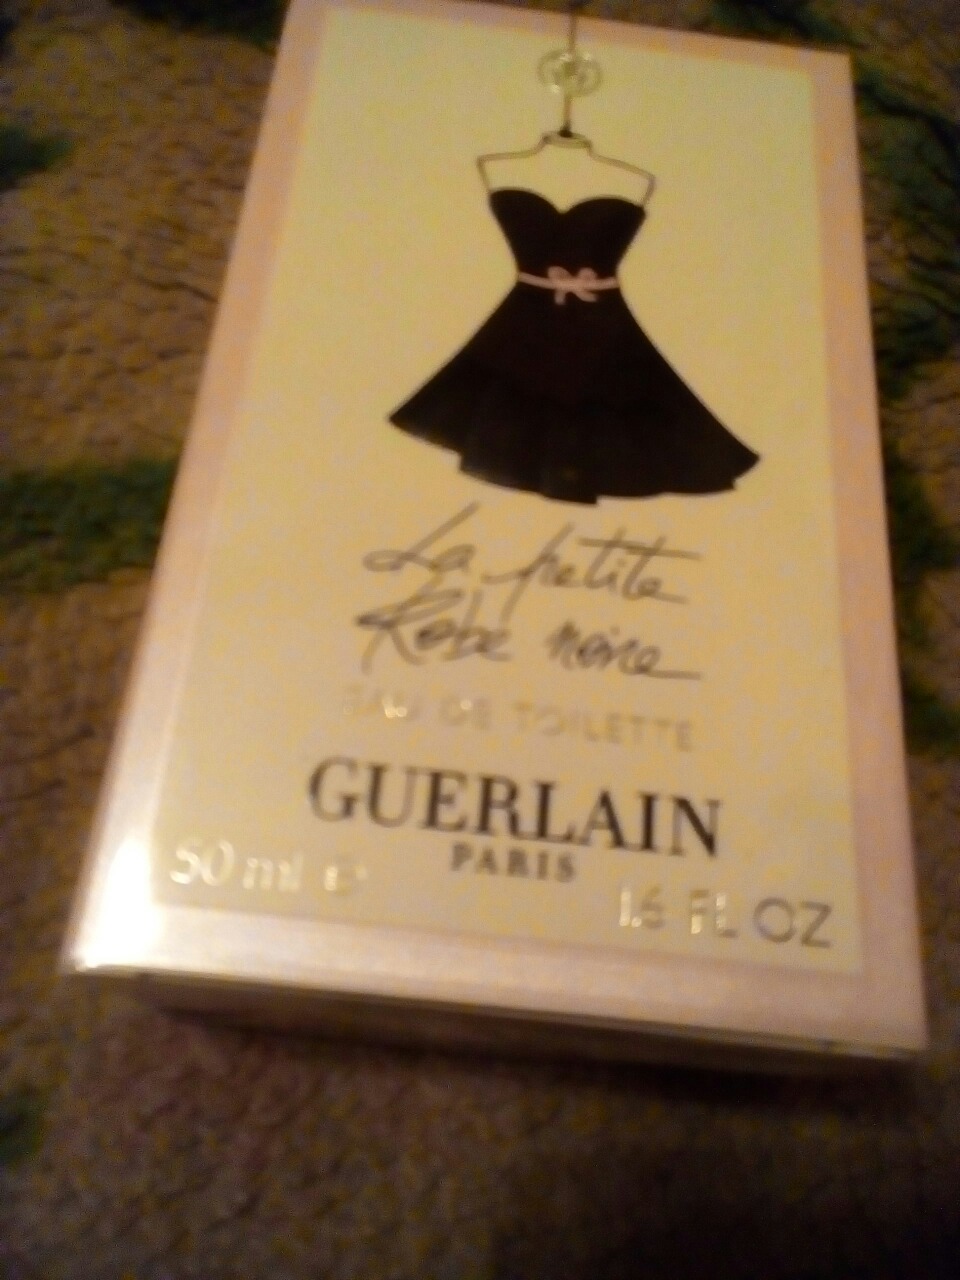 La petite
Robe noire
EAU DE TOILETTE
GUERLAIN
PARIS
50 ml e
1.6 FL OZ